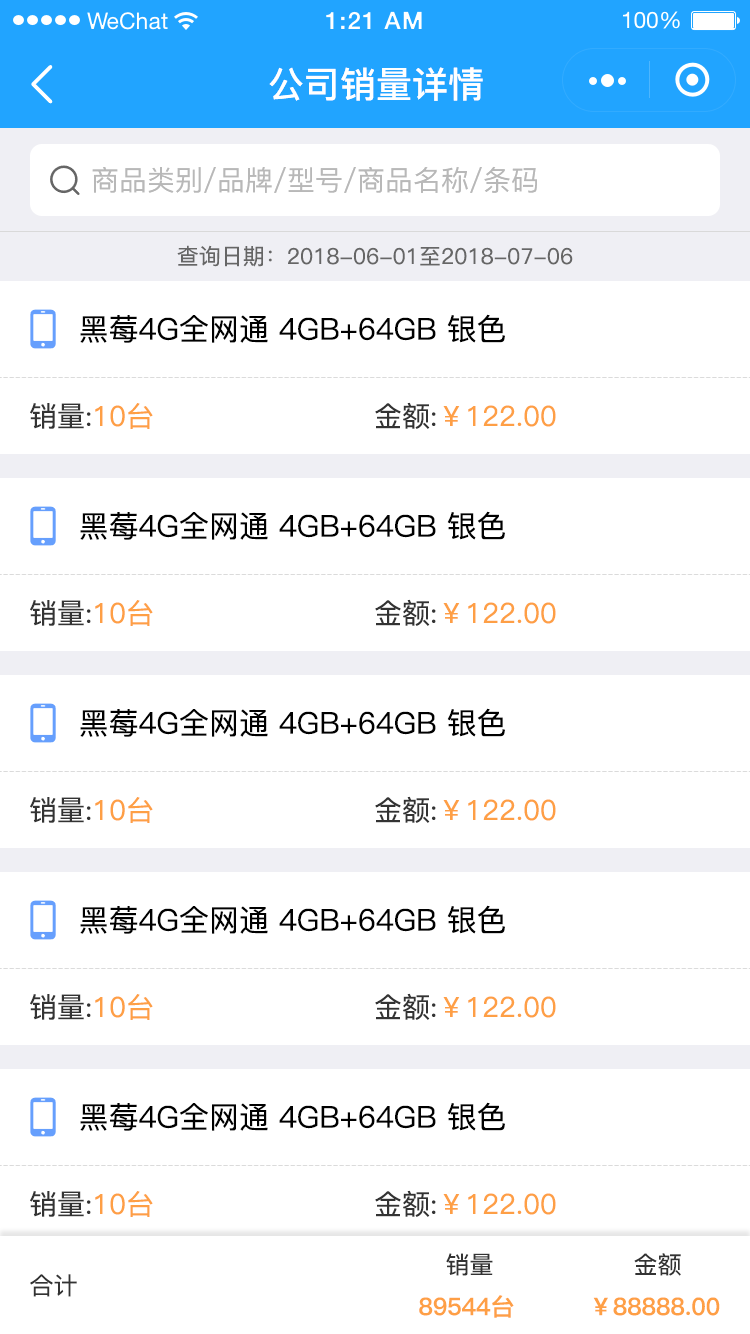 WeChat 1:21 AM 100%
公司销量详情
商品类别/品牌/型号/商品名称/条码
查询日期：2018-06-01至2018-07-06
黑莓4G全网通 4GB+64GB 银色
销量:10台 金额:￥122.00
黑莓4G全网通 4GB+64GB 银色
销量:10台 金额:￥122.00
黑莓4G全网通 4GB+64GB 银色
销量:10台 金额:￥122.00
黑莓4G全网通 4GB+64GB 银色
销量:10台 金额:￥122.00
黑莓4G全网通 4GB+64GB 银色
销量:10台 金额:￥122.00
销量 金额
合计
89544台 ￥88888.00